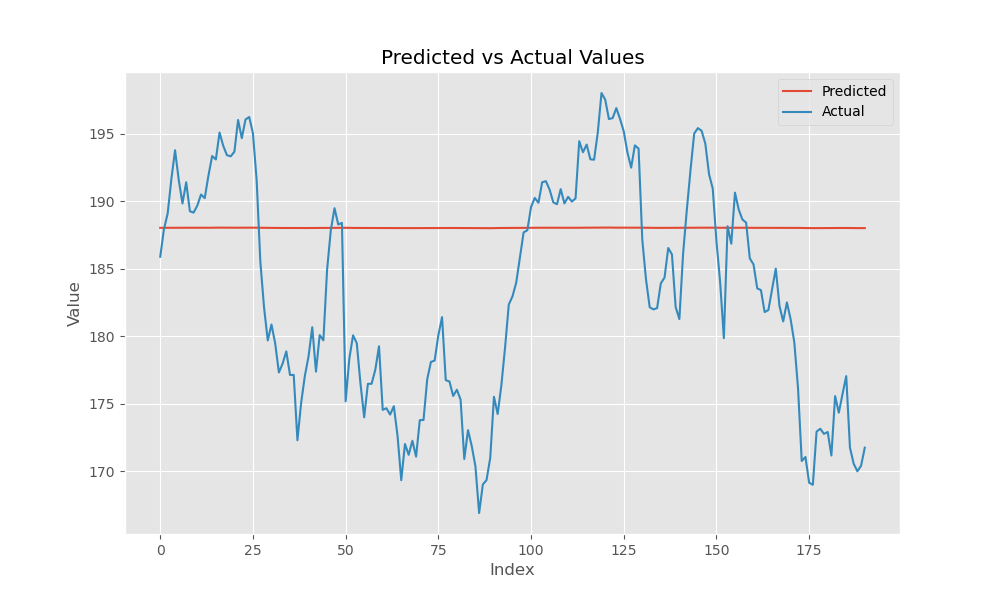 Predicted vs Actual Values
Predicted
Actual
Value
195
190
185
180
175
170
0 25 50 75 100 125 150 175
Index